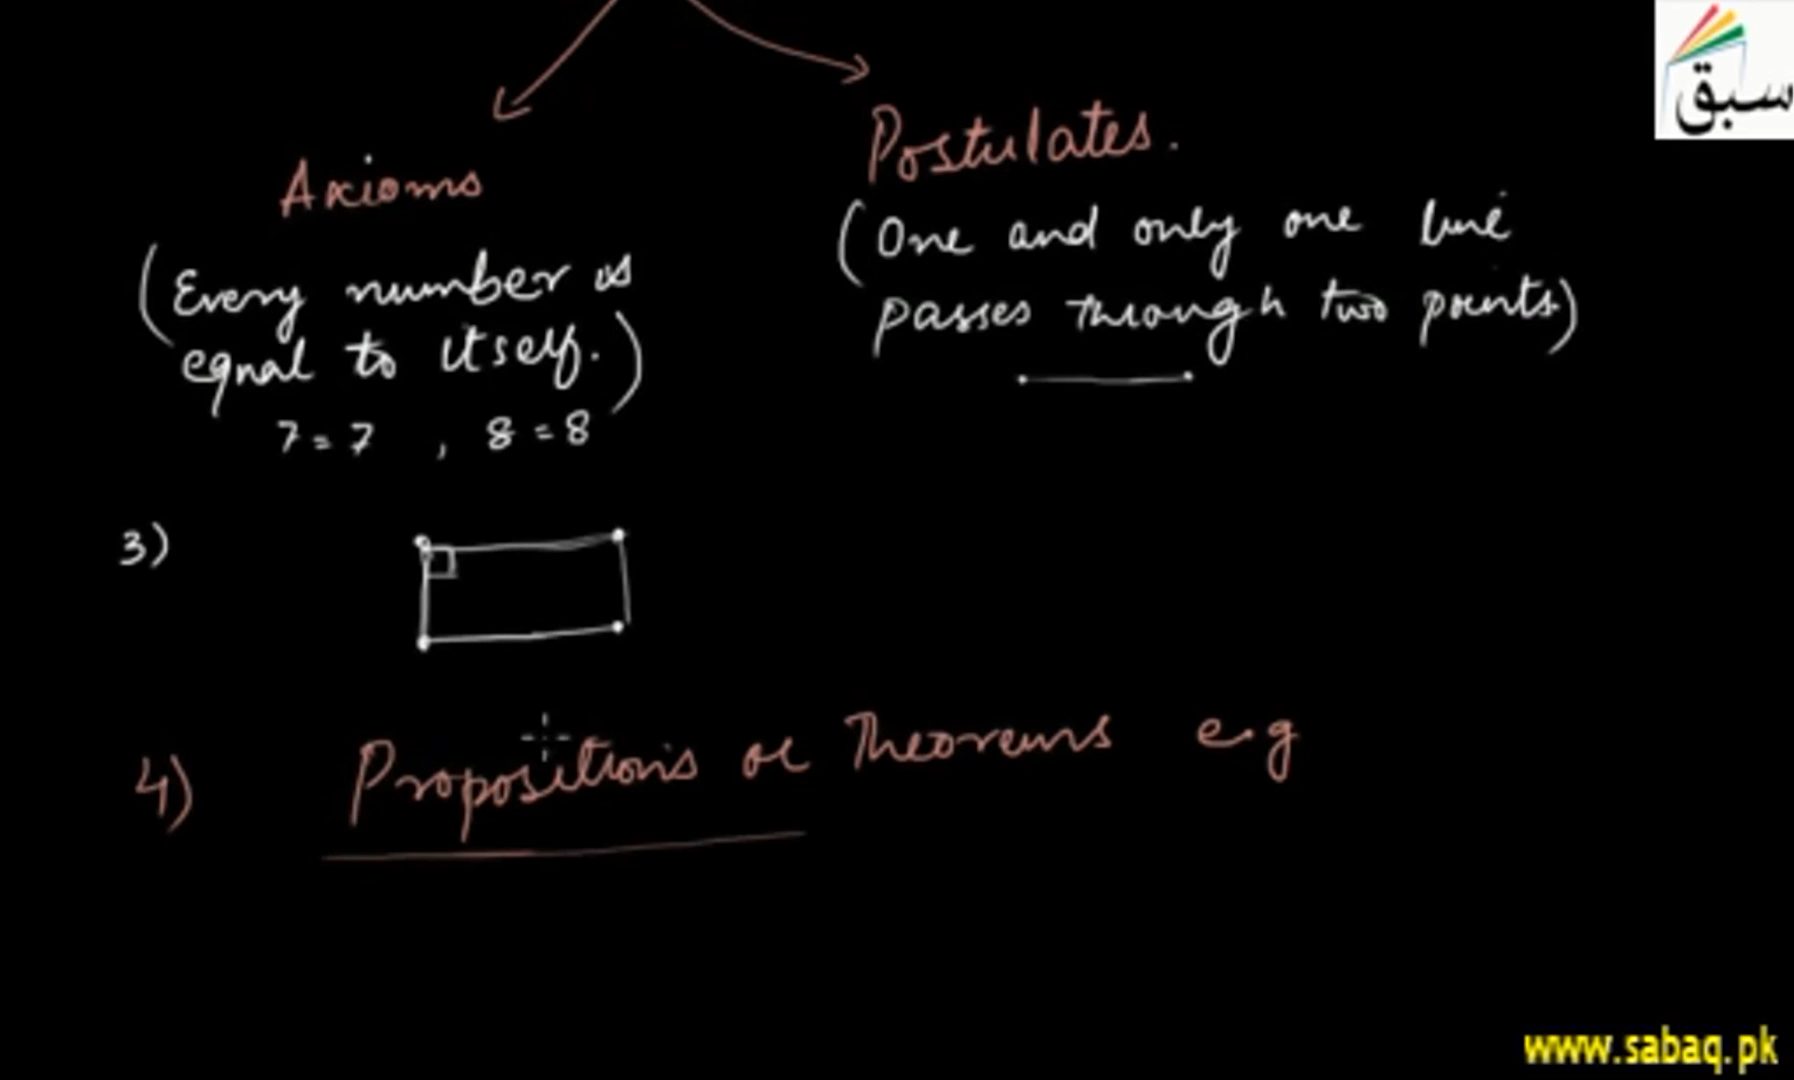 سبق
Axioms
Postulates.
(Every number is
equal to itself.)
7 = 7 , 8 = 8
(One and only one line
passes through two points)
3)
4) Propositions or Theorems e.g
www.sabaq.pk